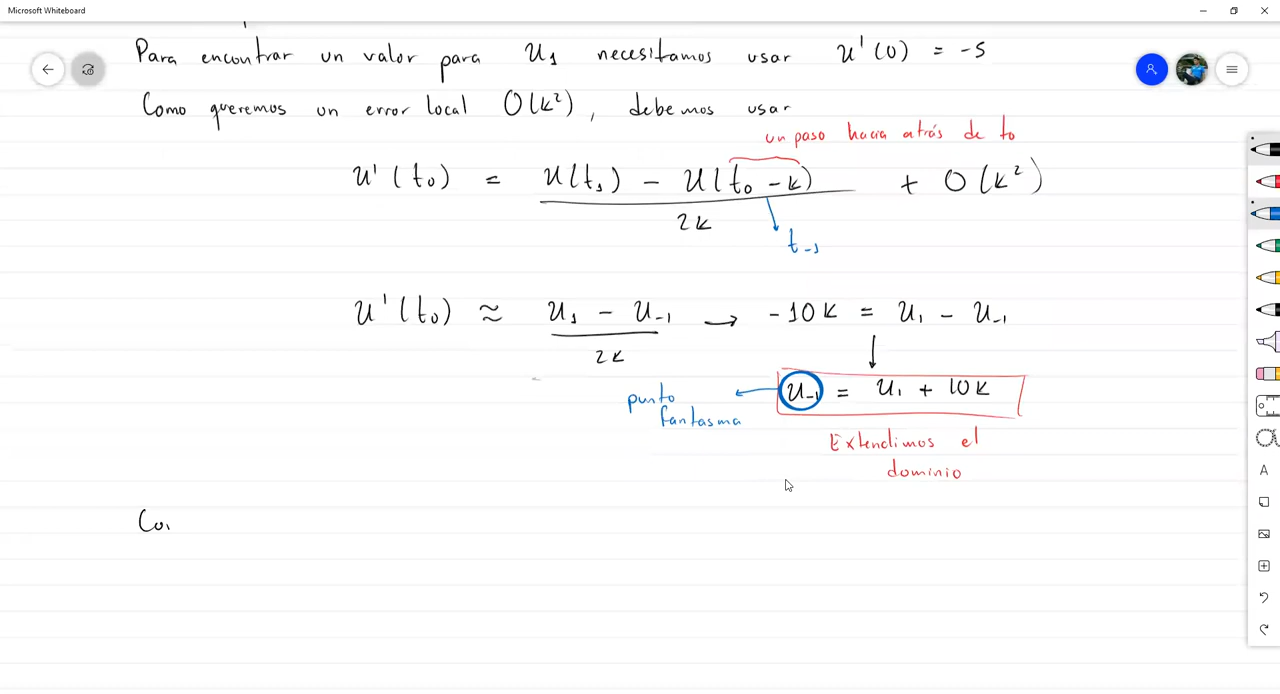 Microsoft Whiteboard
Para encontrar un valor para u₁ necesitamos usar u'(0) = -5
Como queremos un error local O(k²), debemos usar
un paso hacia atrás de to
u'(t₀) = u(t₁) - u(t₀ - k) / 2k + O(k²)
t₋₁
u'(t₀) ≈ u₁ - u₋₁ / 2k → -10k = u₁ - u₋₁
↓
u₋₁ = u₁ + 10k
punto
fantasma
Extendimos el
dominio
Con
A